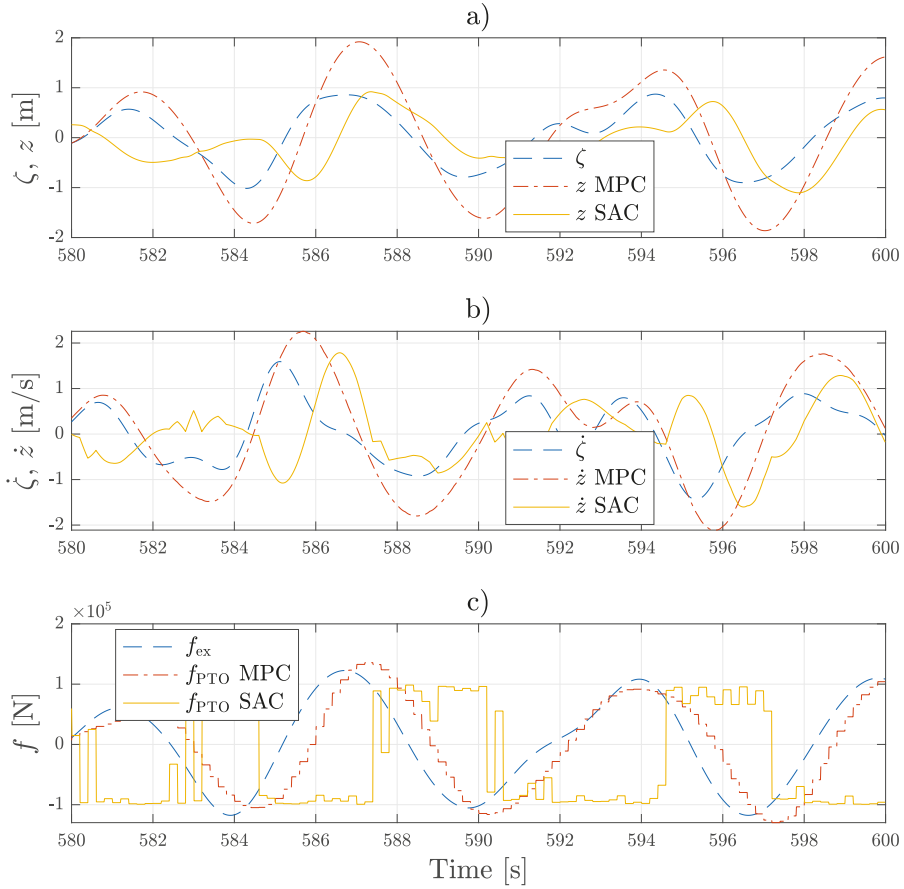 a)
2
1
0
-1
-2
ζ, z [m]
ζ
z MPC
z SAC
580 582 584 586 588 590 592 594 596 598 600
b)
2
1
0
-1
-2
ζ̇, ż [m/s]
ζ̇
ż MPC
ż SAC
580 582 584 586 588 590 592 594 596 598 600
c)
×10⁵
2
1
0
-1
f [N]
f_ex
f_PTO MPC
f_PTO SAC
580 582 584 586 588 590 592 594 596 598 600
Time [s]